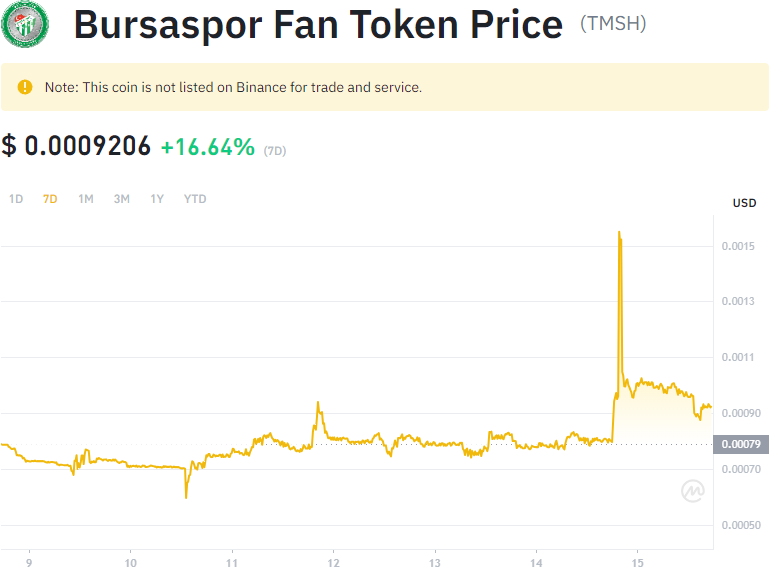 Bursaspor Fan Token Price (TMSH)
Note: This coin is not listed on Binance for trade and service.
$ 0.0009206 +16.64% (7D)
1D 7D 1M 3M 1Y YTD
USD
0.0015
0.0013
0.0011
0.00090
0.00079
0.00070
0.00050
9 10 11 12 13 14 15